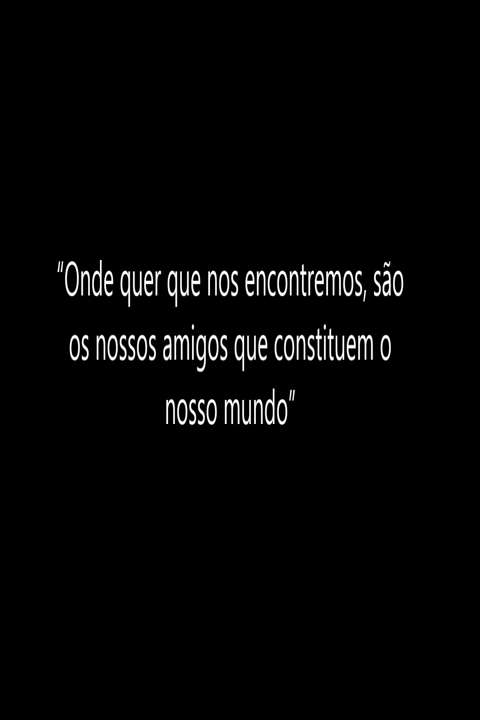 “Onde quer que nos encontremos, são
os nossos amigos que constituem o
nosso mundo”